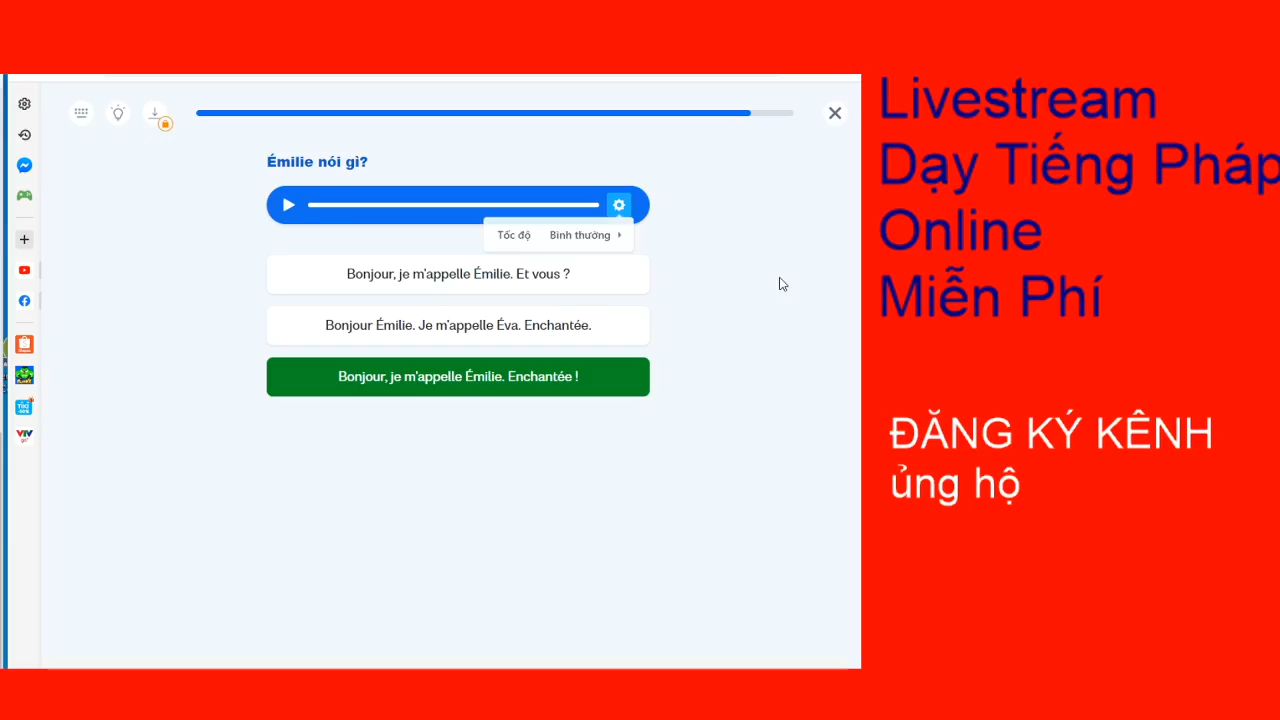 Émilie nói gì?
Tốc độ Bình thường
Bonjour, je m'appelle Émilie. Et vous ?
Bonjour Émilie. Je m'appelle Éva. Enchantée.
Bonjour, je m'appelle Émilie. Enchantée !
Livestream
Dạy Tiếng Pháp
Online
Miễn Phí
ĐĂNG KÝ KÊNH
ủng hộ